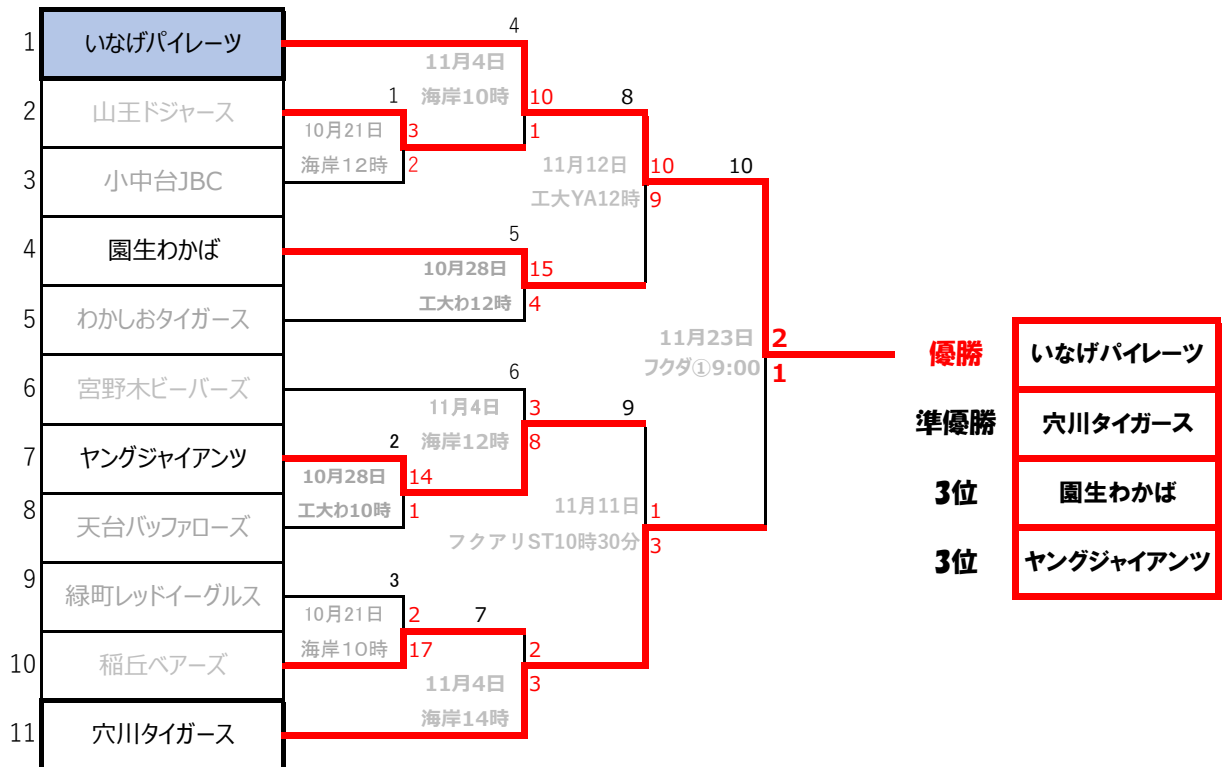 1
いなげパイレーツ
4
11月4日
海岸10時
10
8
2
山王ドジャース
1
10月21日
3
1
海岸12時
2
11月12日
10
10
3
小中台JBC
工大YA12時
9
4
園生わかば
5
10月28日
15
工大わ12時
4
5
わかしおタイガース
11月23日
2
フクダ①9:00
1
優勝
いなげパイレーツ
6
宮野木ビーバーズ
6
11月4日
3
9
海岸12時
8
準優勝
穴川タイガース
7
ヤングジャイアンツ
2
10月28日
14
工大わ10時
1
3位
園生わかば
8
天台バッファローズ
11月11日
1
フクアリST10時30分
3
3位
ヤングジャイアンツ
9
緑町レッドイーグルス
3
10月21日
2
7
海岸10時
17
2
10
稲丘ベアーズ
11月4日
3
海岸14時
11
穴川タイガース